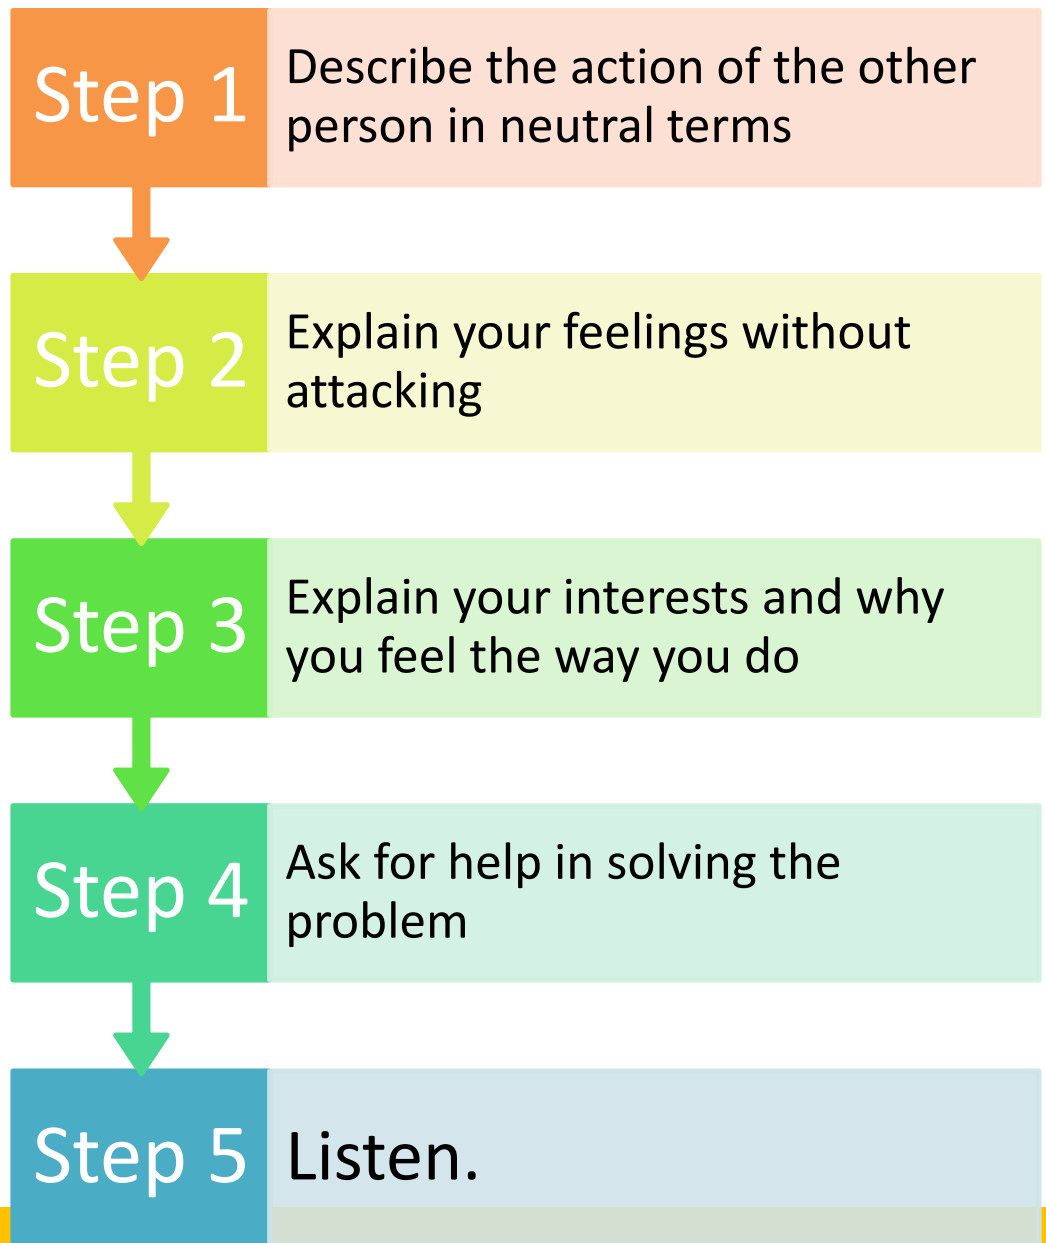 Step 1
Describe the action of the other
person in neutral terms
Step 2
Explain your feelings without
attacking
Step 3
Explain your interests and why
you feel the way you do
Step 4
Ask for help in solving the
problem
Step 5
Listen.